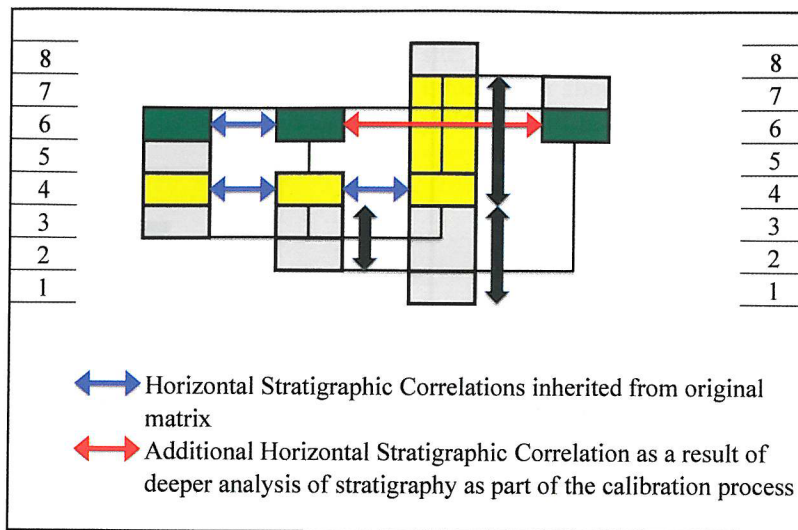 8 8
7 7
6 6
5 5
4 4
3 3
2 2
1 1
Horizontal Stratigraphic Correlations inherited from original
matrix
Additional Horizontal Stratigraphic Correlation as a result of
deeper analysis of stratigraphy as part of the calibration process